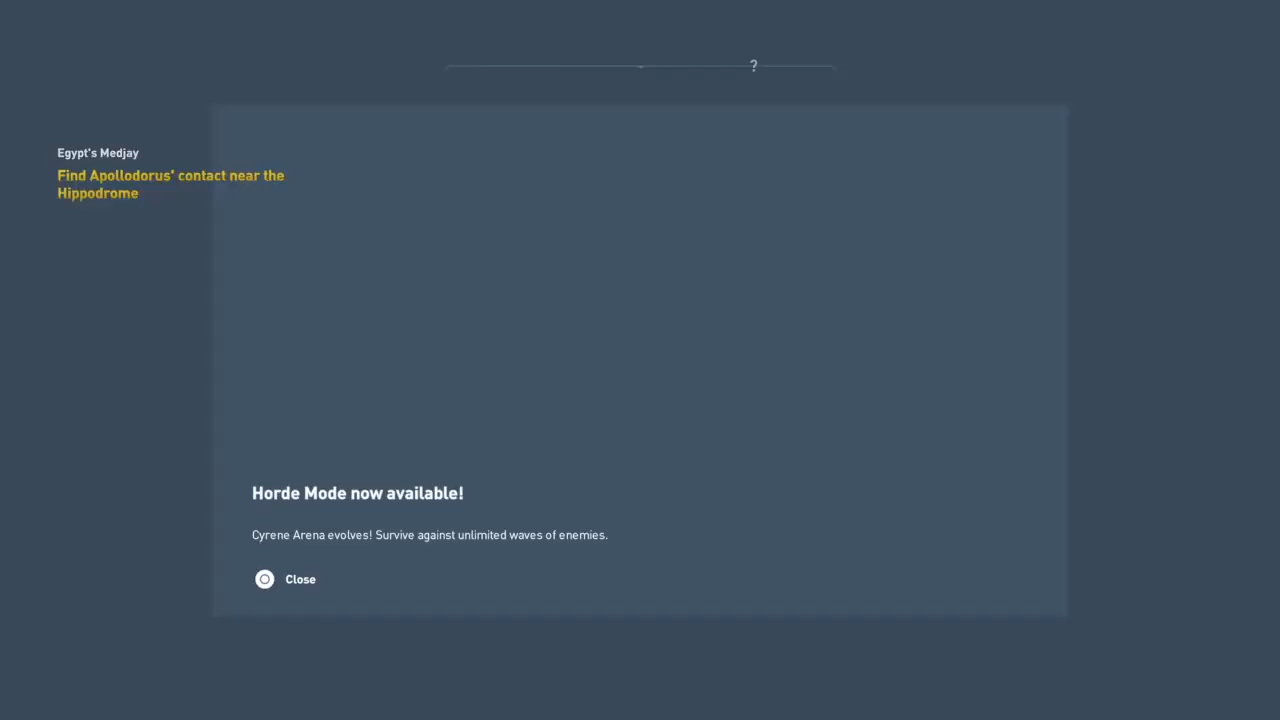 ?
Egypt's Medjay
Find Apollodorus' contact near the
Hippodrome
Horde Mode now available!
Cyrene Arena evolves! Survive against unlimited waves of enemies.
Close